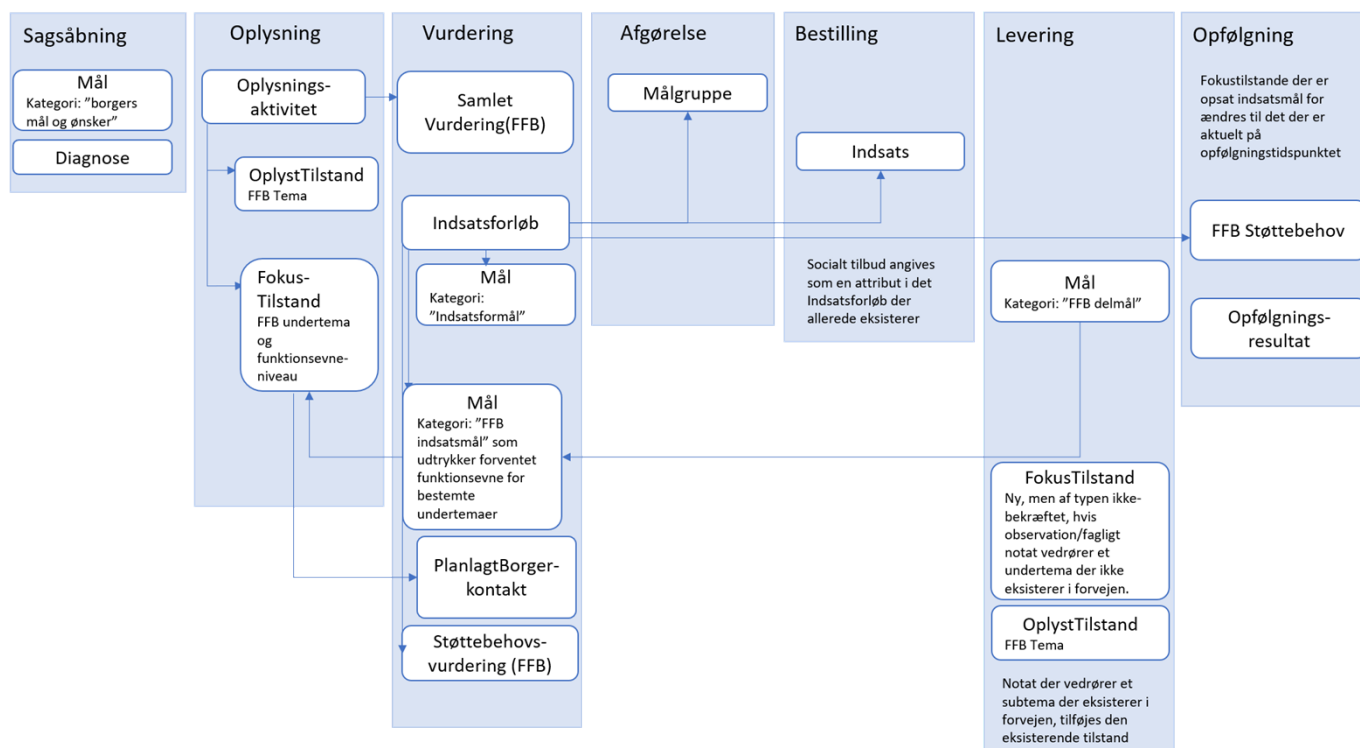 Sagsåbning
Mål
Kategori: ”borgers
mål og ønsker”
Diagnose
Oplysning
Oplysnings-
aktivitet
OplystTilstand
FFB Tema
Fokus-
Tilstand
FFB undertema
og
funktionsevne-
niveau
Vurdering
Samlet
Vurdering(FFB)
Indsatsforløb
Mål
Kategori:
”Indsatsformål”
Mål
Kategori: ”FFB
indsatsmål” som
udtrykker forventet
funktionsevne for
bestemte
undertemaer
PlanlagtBorger-
kontakt
Støttebehovs-
vurdering (FFB)
Afgørelse
Målgruppe
Bestilling
Indsats
Socialt tilbud angives
som en attribut i det
Indsatsforløb der
allerede eksisterer
Levering
Mål
Kategori: ”FFB delmål”
FokusTilstand
Ny, men af typen ikke-
bekræftet, hvis
observation/fagligt
notat vedrører et
undertema der ikke
eksisterer i forvejen.
OplystTilstand
FFB Tema
Notat der vedrører et
subtema der eksisterer i
forvejen, tilføjes den
eksisterende tilstand
Opfølgning
Fokustilstande der er
opsat indsatsmål for
ændres til det der er
aktuelt på
opfølgningstidspunktet
FFB Støttebehov
Opfølgnings-
resultat